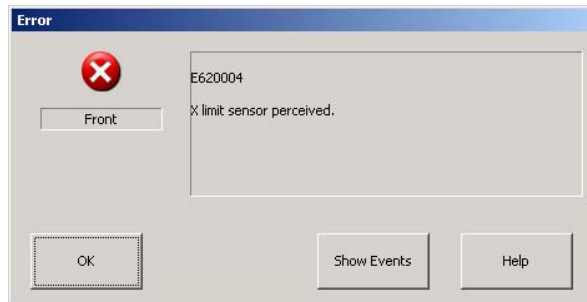 Error
E620004
X limit sensor perceived.
Front
OK
Show Events
Help